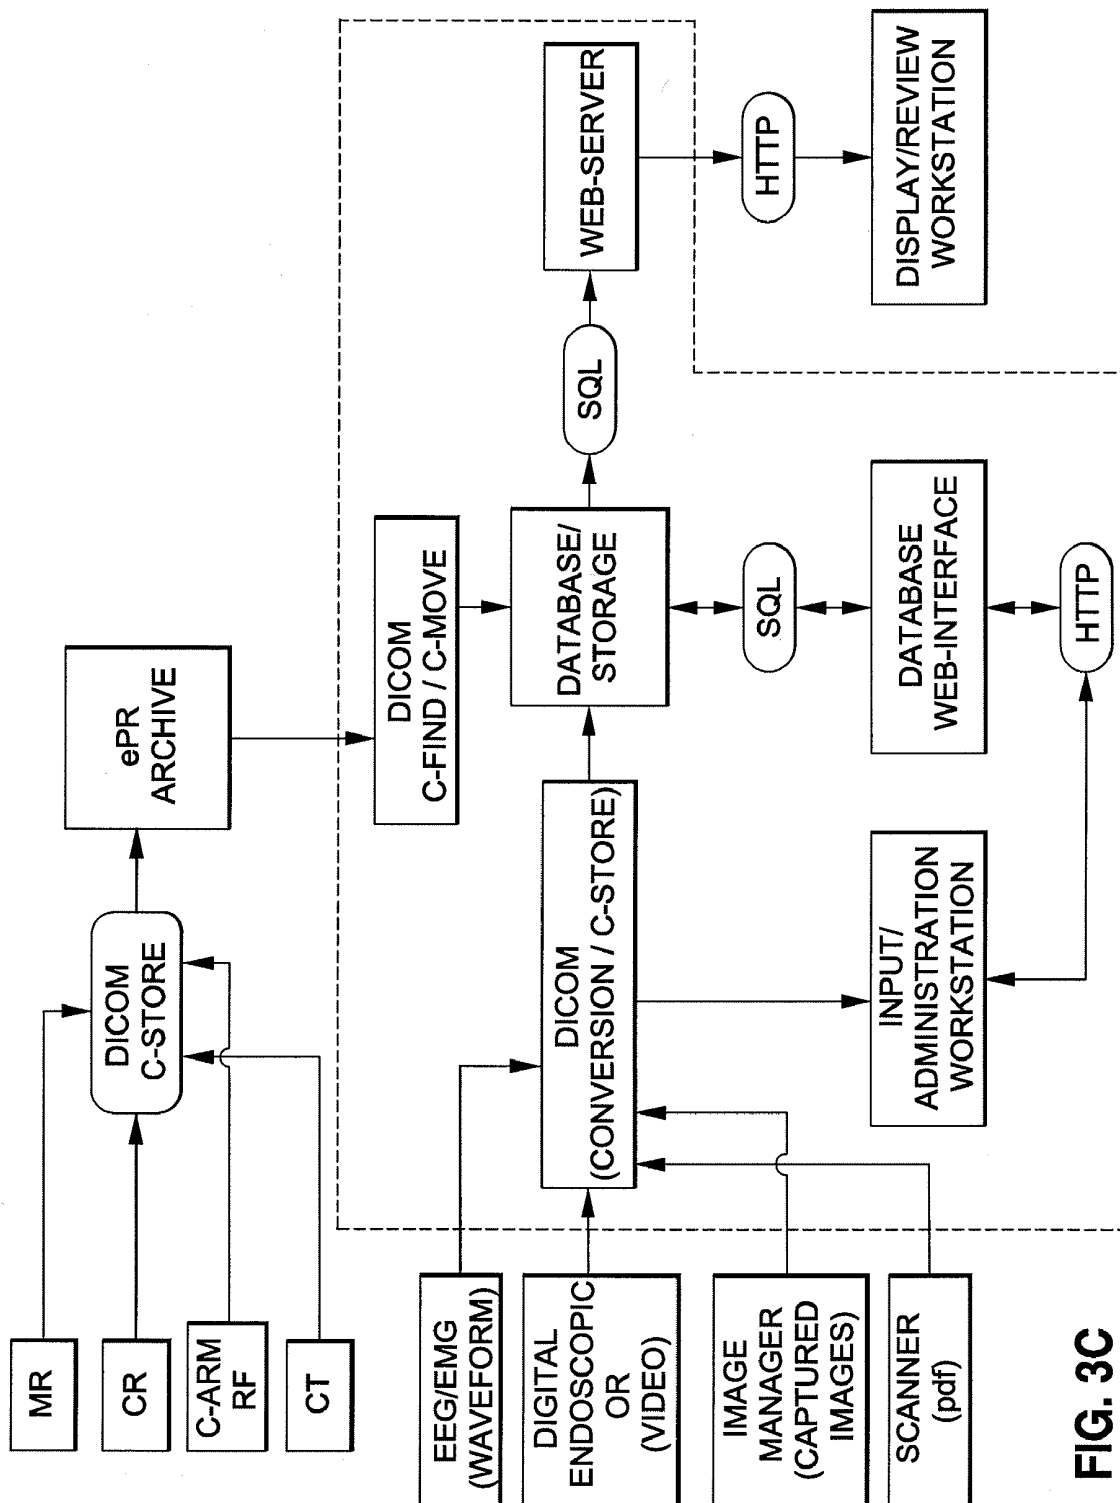 MR
CR
C-ARM
RF
CT
DICOM
C-STORE
ePR
ARCHIVE
EEG/EMG
(WAVEFORM)
DIGITAL
ENDOSCOPIC
OR
(VIDEO)
IMAGE
MANAGER
(CAPTURED
IMAGES)
SCANNER
(pdf)
DICOM
C-FIND / C-MOVE
DICOM
(CONVERSION / C-STORE)
DATABASE/
STORAGE
SQL
WEB-SERVER
HTTP
DISPLAY/REVIEW
WORKSTATION
SQL
DATABASE
WEB-INTERFACE
HTTP
INPUT/
ADMINISTRATION
WORKSTATION
FIG. 3C